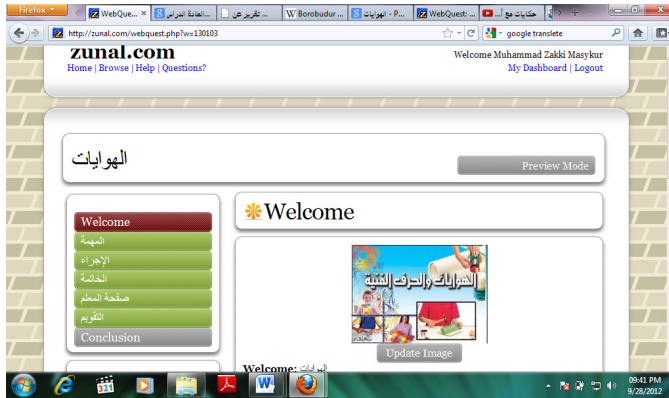 Firefox
WebQue...
العادة الدراس...
تقرير عن ...
Borobudur ...
الهوايات - P...
WebQuest: ...
حكايات مع أ...
http://zunal.com/webquest.php?w=130103
google translete
zunal.com
Home | Browse | Help | Questions?
Welcome Muhammad Zakki Masykur
My Dashboard | Logout
الهوايات
Preview Mode
Welcome
المهمة
الإجراء
الخاتمة
صفحة المعلم
التقويم
Conclusion
Welcome
الهوايات والحرف الفنية
Update Image
Welcome: الهوايات
321
09:41 PM
9/28/2012